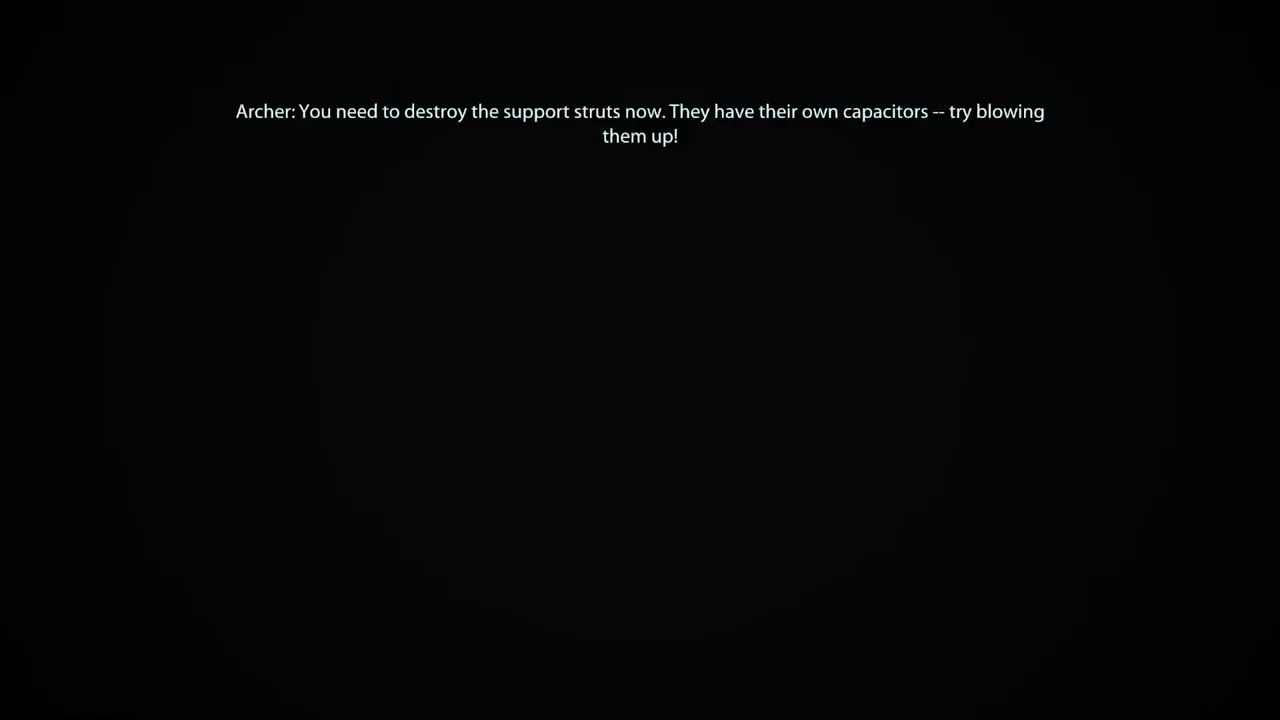 Archer: You need to destroy the support struts now. They have their own capacitors -- try blowing
them up!